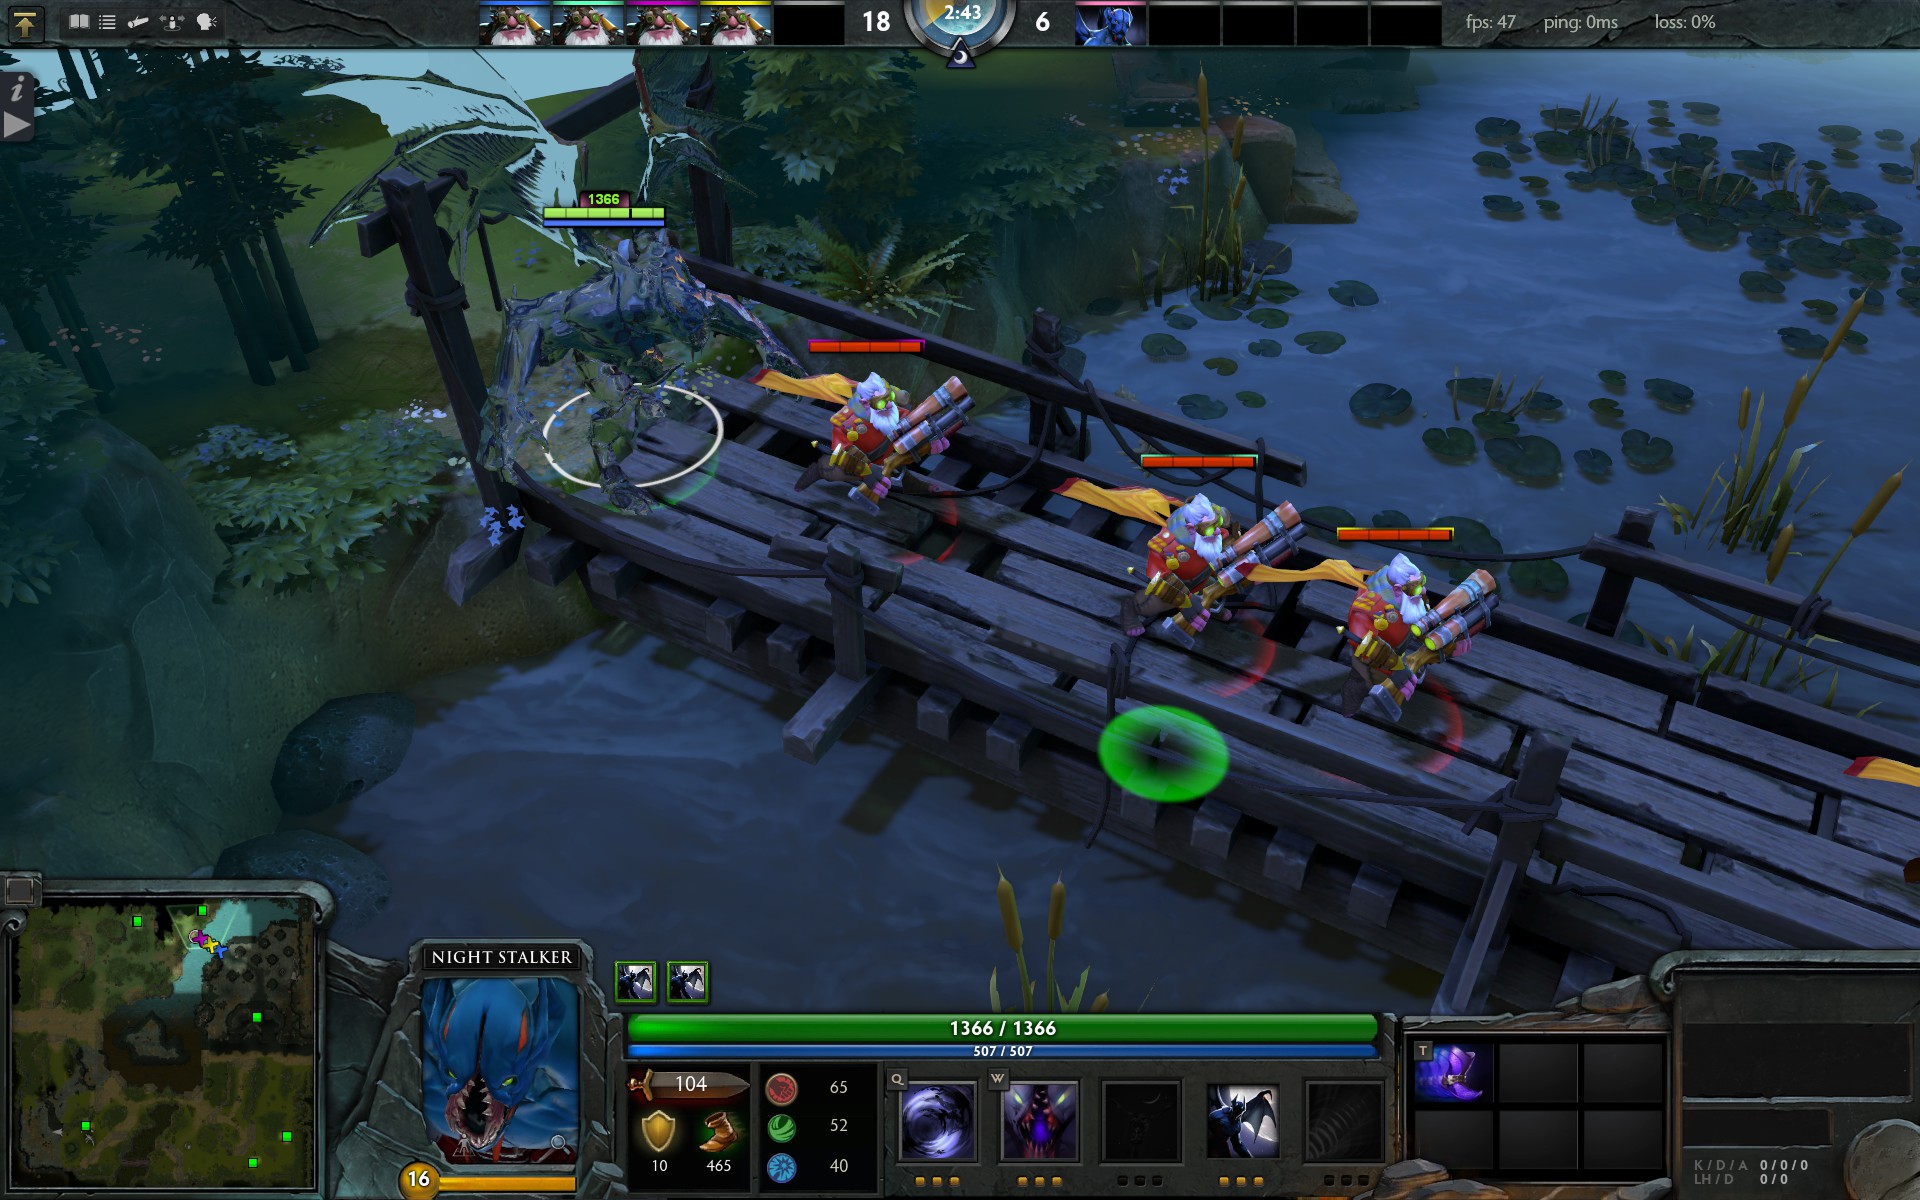 18
2:43
6
fps: 47 ping: 0ms loss: 0%
i
1366
NIGHT STALKER
16
1366 / 1366
507 / 507
104
10
465
65
52
40
Q
W
T
K / D / A 0 / 0 / 0
LH / D 0 / 0